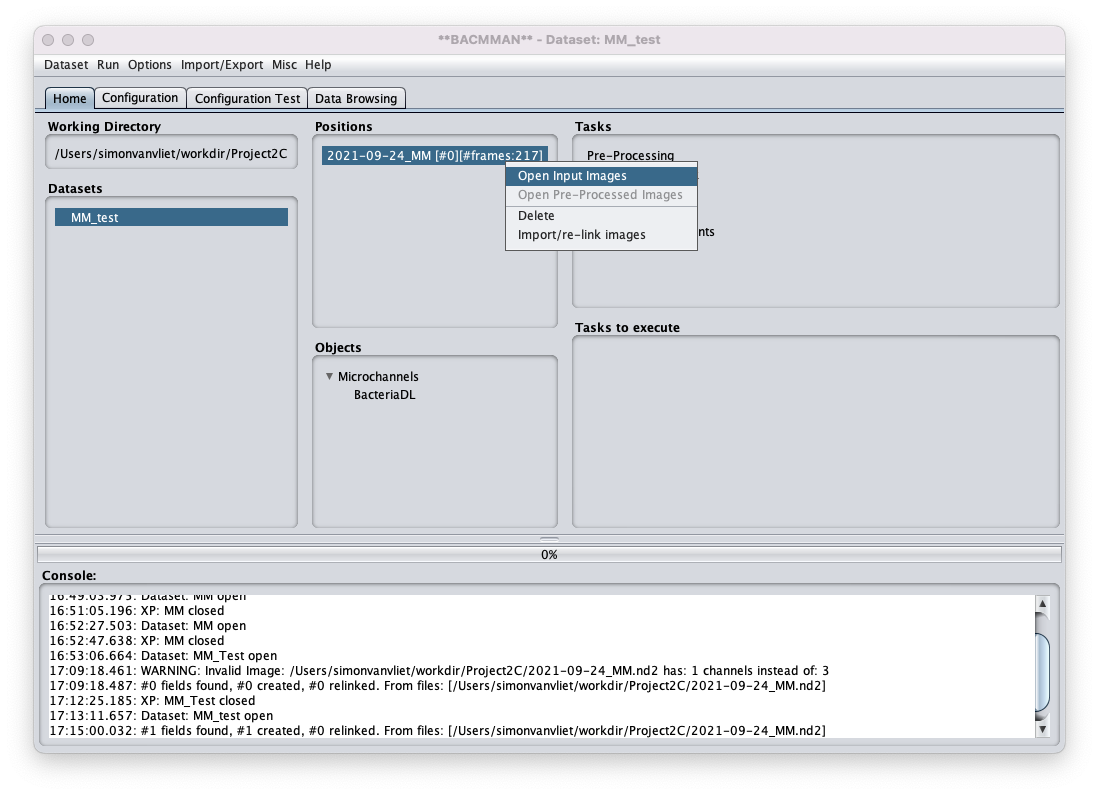 **BACMMAN** - Dataset: MM_test
Dataset Run Options Import/Export Misc Help
Home Configuration Configuration Test Data Browsing
Working Directory
/Users/simonvanvliet/workdir/Project2C
Datasets
MM_test
Positions
2021-09-24_MM [#0][#frames:217]
Open Input Images
Open Pre-Processed Images
Delete
Import/re-link images
Objects
Microchannels
BacteriaDL
Tasks
Pre-Processing
nts
Tasks to execute
0%
Console:
16:49:03.973: Dataset: MM open
16:51:05.196: XP: MM closed
16:52:27.503: Dataset: MM open
16:52:47.638: XP: MM closed
16:53:06.664: Dataset: MM_Test open
17:09:18.461: WARNING: Invalid Image: /Users/simonvanvliet/workdir/Project2C/2021-09-24_MM.nd2 has: 1 channels instead of: 3
17:09:18.487: #0 fields found, #0 created, #0 relinked. From files: [/Users/simonvanvliet/workdir/Project2C/2021-09-24_MM.nd2]
17:12:25.185: XP: MM_Test closed
17:13:11.657: Dataset: MM_test open
17:15:00.032: #1 fields found, #1 created, #0 relinked. From files: [/Users/simonvanvliet/workdir/Project2C/2021-09-24_MM.nd2]